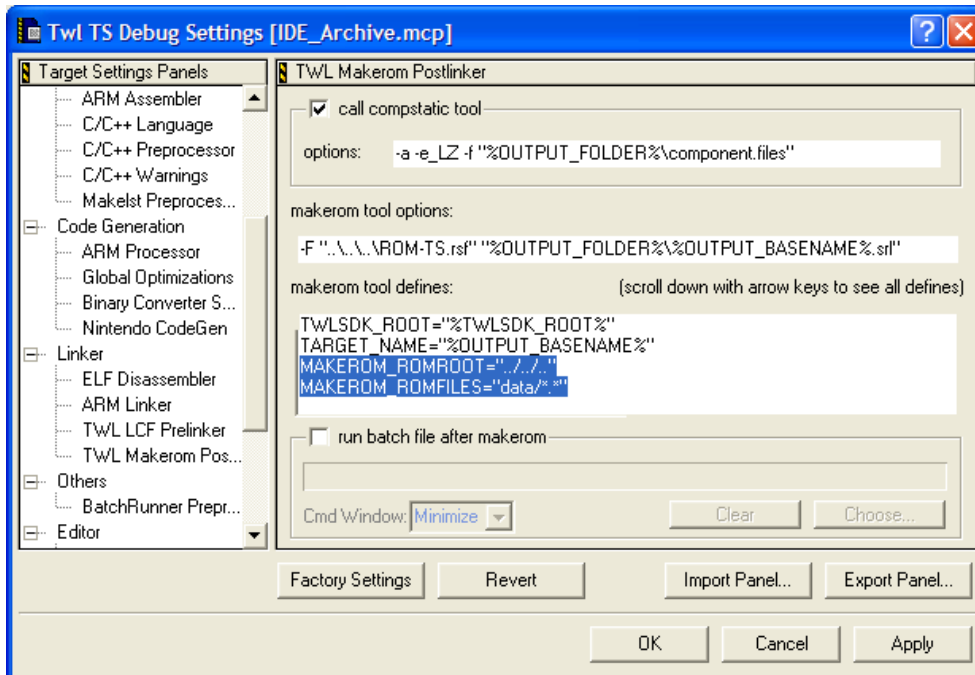 Twl TS Debug Settings [IDE_Archive.mcp]
Target Settings Panels
ARM Assembler
C/C++ Language
C/C++ Preprocessor
C/C++ Warnings
Makelst Preproces...
Code Generation
ARM Processor
Global Optimizations
Binary Converter S...
Nintendo CodeGen
Linker
ELF Disassembler
ARM Linker
TWL LCF Prelinker
TWL Makerom Pos...
Others
BatchRunner Prepr...
Editor
TWL Makerom Postlinker
call compstatic tool
options: -a -e_LZ -f "%OUTPUT_FOLDER%\component.files"
makerom tool options:
-F "..\..\..\ROM-TS.rsf" "%OUTPUT_FOLDER%\%OUTPUT_BASENAME%.srl"
makerom tool defines: (scroll down with arrow keys to see all defines)
TWLSDK_ROOT="%TWLSDK_ROOT%"
TARGET_NAME="%OUTPUT_BASENAME%"
MAKEROM_ROMROOT="../../.."
MAKEROM_ROMFILES="data/*.*"
run batch file after makerom
Cmd Window: Minimize Clear Choose...
Factory Settings Revert Import Panel... Export Panel...
OK Cancel Apply